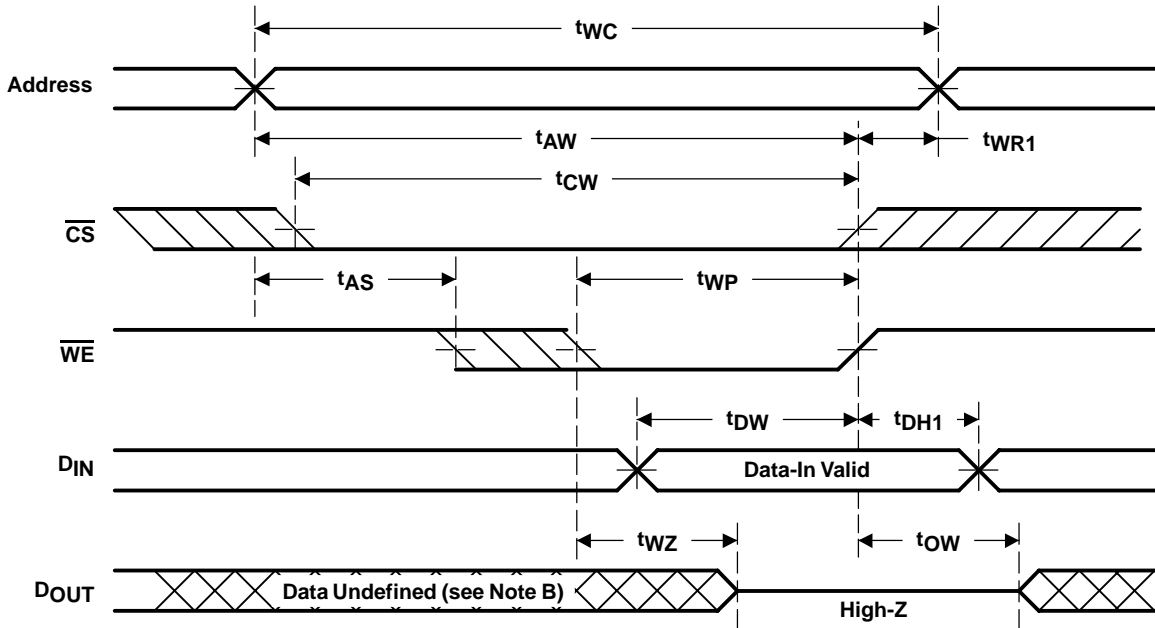 tWC
Address
tAW
tWR1
tCW
CS
tAS
tWP
WE
tDW
tDH1
DIN
Data-In Valid
tWZ
tOW
DOUT
Data Undefined (see Note B)
High-Z